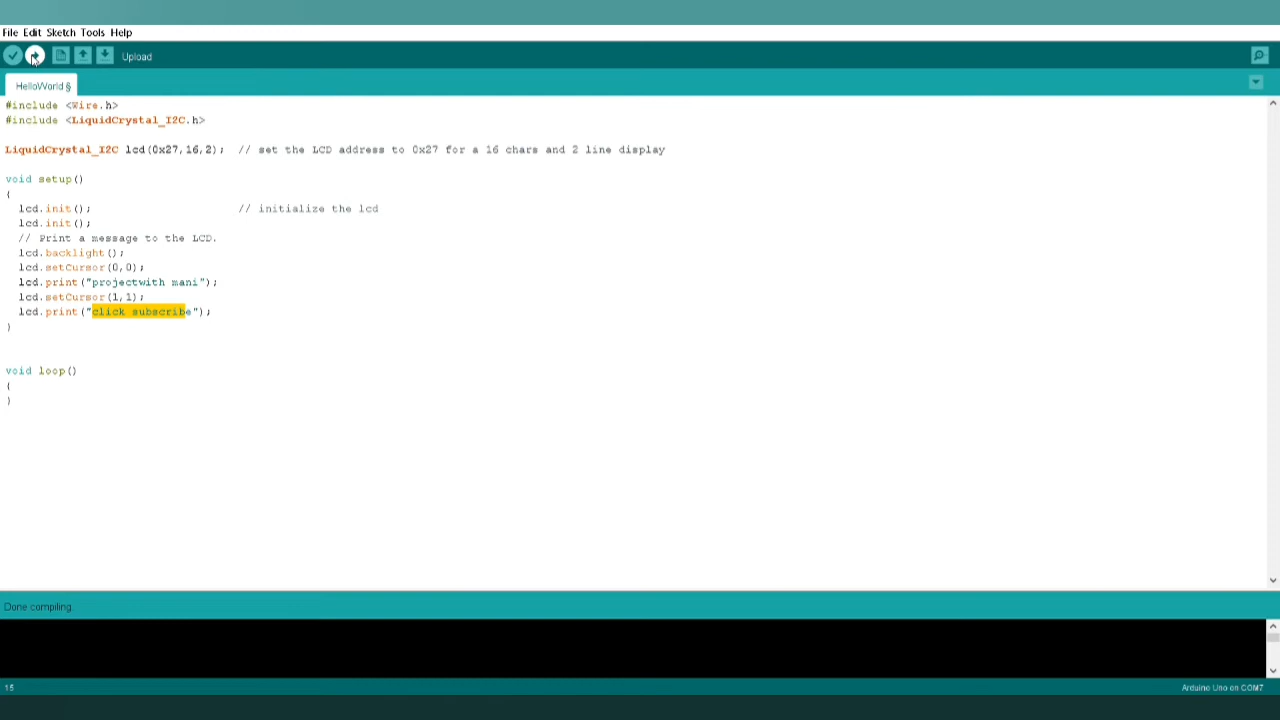 File Edit Sketch Tools Help
Upload
HelloWorld §
#include <Wire.h>
#include <LiquidCrystal_I2C.h>
LiquidCrystal_I2C lcd(0x27,16,2);  // set the LCD address to 0x27 for a 16 chars and 2 line display
void setup()
{
  lcd.init();                      // initialize the lcd
  lcd.init();
  // Print a message to the LCD.
  lcd.backlight();
  lcd.setCursor(0,0);
  lcd.print("projectwith mani");
  lcd.setCursor(1,1);
  lcd.print("click subscribe");
}
void loop()
{
}
Done compiling.
15
Arduino Uno on COM7